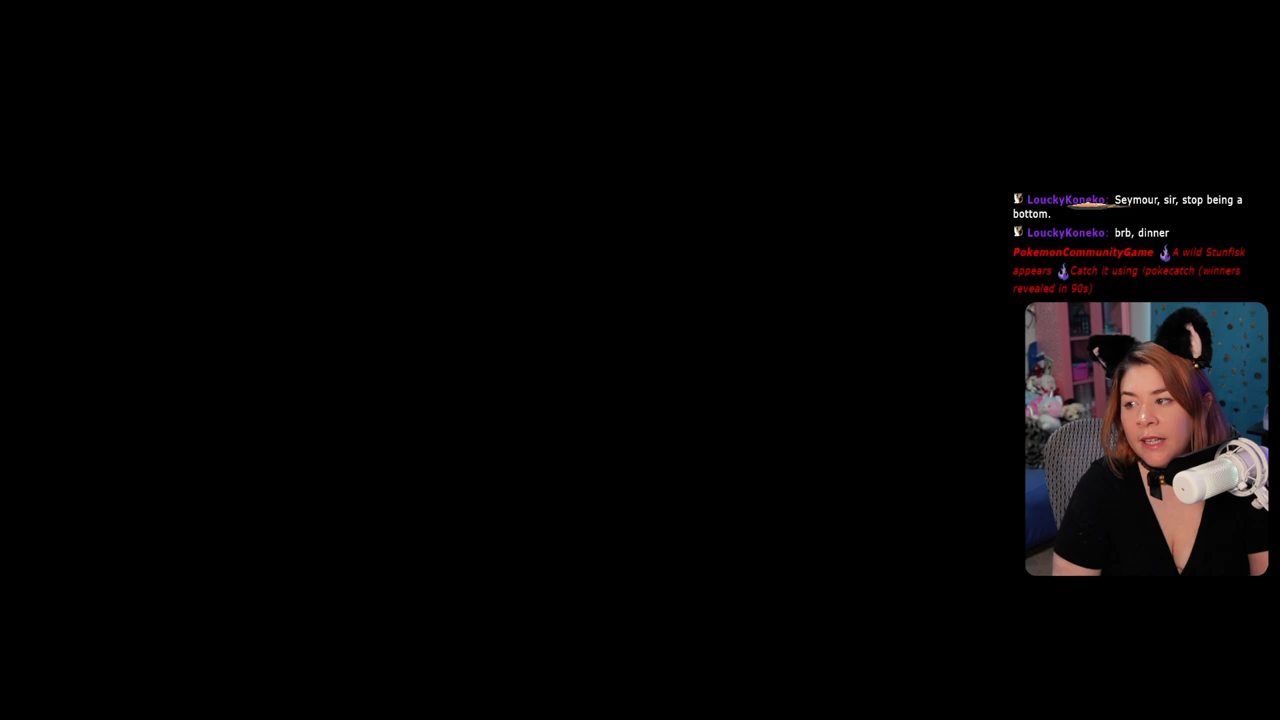 LouckyKoneko: Seymour, sir, stop being a
bottom.
LouckyKoneko: brb, dinner
PokemonCommunityGame A wild Stunfisk
appears Catch it using !pokecatch (winners
revealed in 90s)